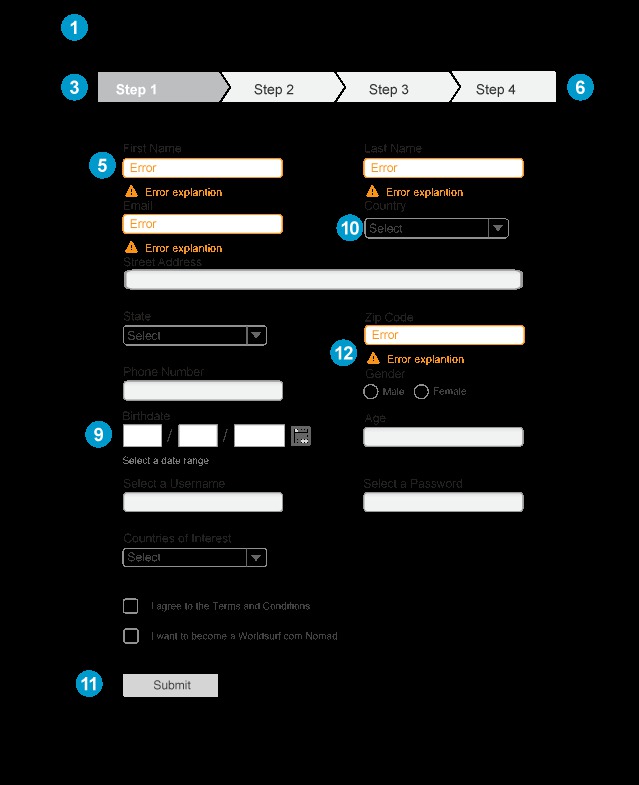 1
3 Step 1 Step 2 Step 3 Step 4 6
First Name Last Name
5 Error Error
Error explantion Error explantion
Email Country
Error 10 Select
Error explantion
Street Address
State Zip Code
Select Error
12 Error explantion
Phone Number Gender
Male Female
Birthdate Age
9 / /
Select a date range
Select a Username Select a Password
Countries of Interest
Select
I agree to the Terms and Conditions
I want to become a Worldsurf.com Nomad
11 Submit